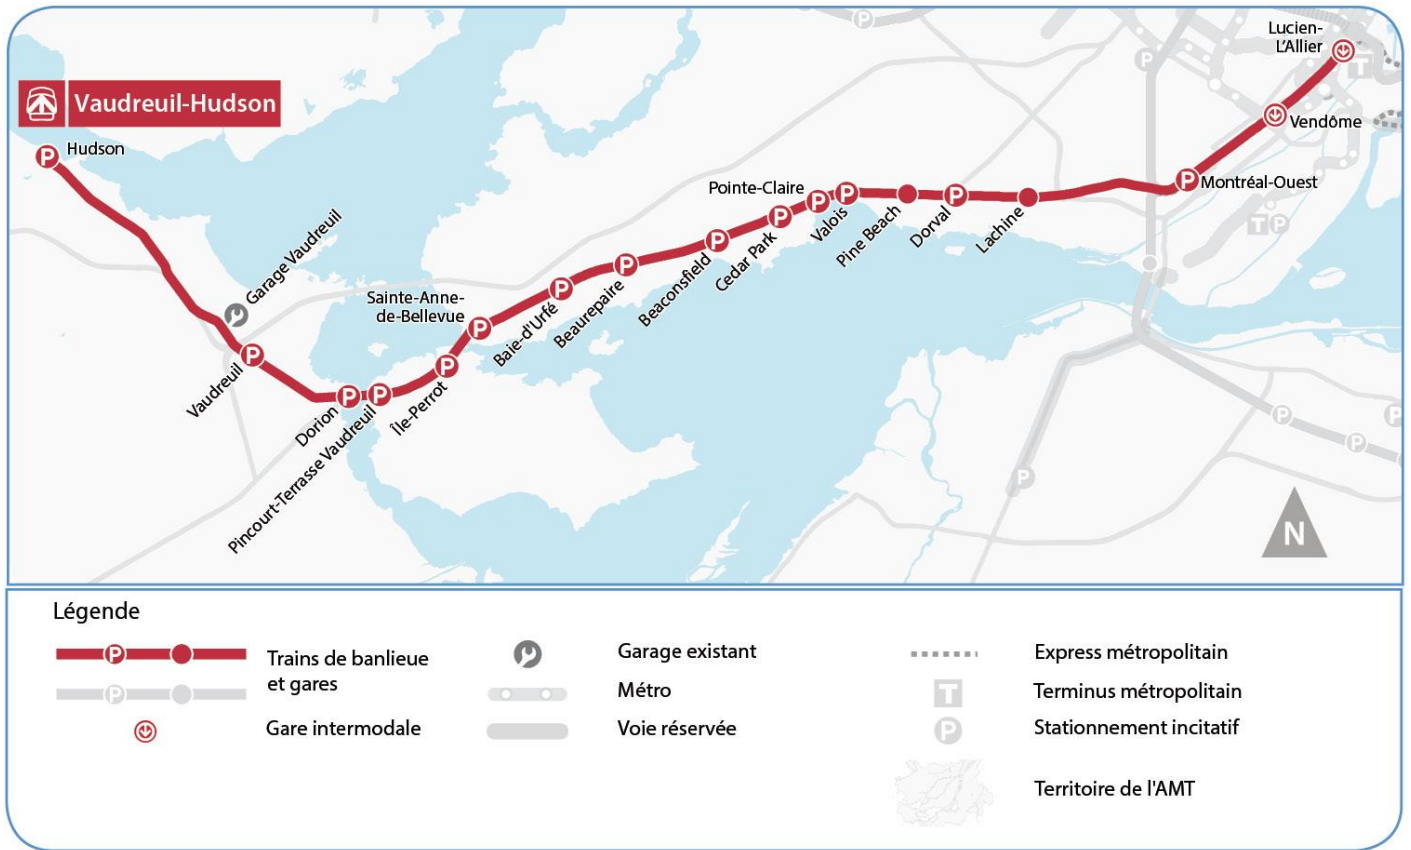 Vaudreuil-Hudson
Hudson
Garage Vaudreuil
Vaudreuil
Dorion
Pincourt-Terrasse Vaudreuil
Île-Perrot
Sainte-Anne-
de-Bellevue
Baie-d'Urfé
Beaurepaire
Beaconsfield
Cedar Park
Pointe-Claire
Valois
Pine Beach
Dorval
Lachine
Montréal-Ouest
Vendôme
Lucien-
L'Allier
N
Légende
Trains de banlieue
et gares
Gare intermodale
Garage existant
Métro
Voie réservée
Express métropolitain
T
Terminus métropolitain
P
Stationnement incitatif
Territoire de l'AMT